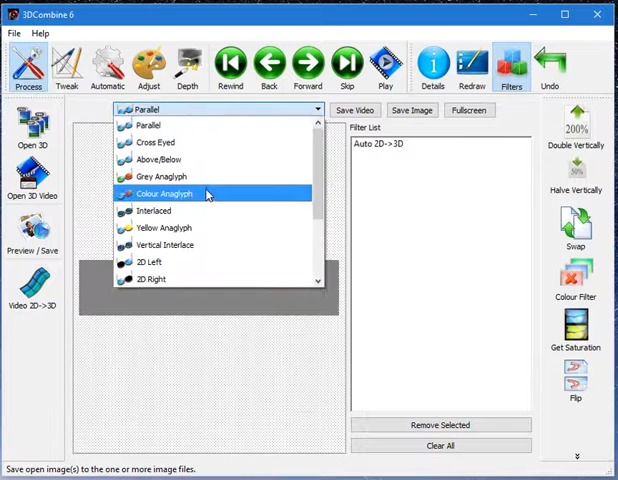 3DCombine 6
File Help
Process Tweak Automatic Adjust Depth Rewind Back Forward Skip Play Details Redraw Filters Undo
Parallel
Save Video Save Image Fullscreen
Open 3D
Open 3D Video
Preview / Save
Video 2D->3D
Parallel
Cross Eyed
Above/Below
Grey Anaglyph
Colour Anaglyph
Interlaced
Yellow Anaglyph
Vertical Interlace
2D Left
2D Right
Filter List
Auto 2D->3D
Remove Selected
Clear All
200%
Double Vertically
50%
Halve Vertically
Swap
Colour Filter
Get Saturation
Flip
Save open image(s) to the one or more image files.